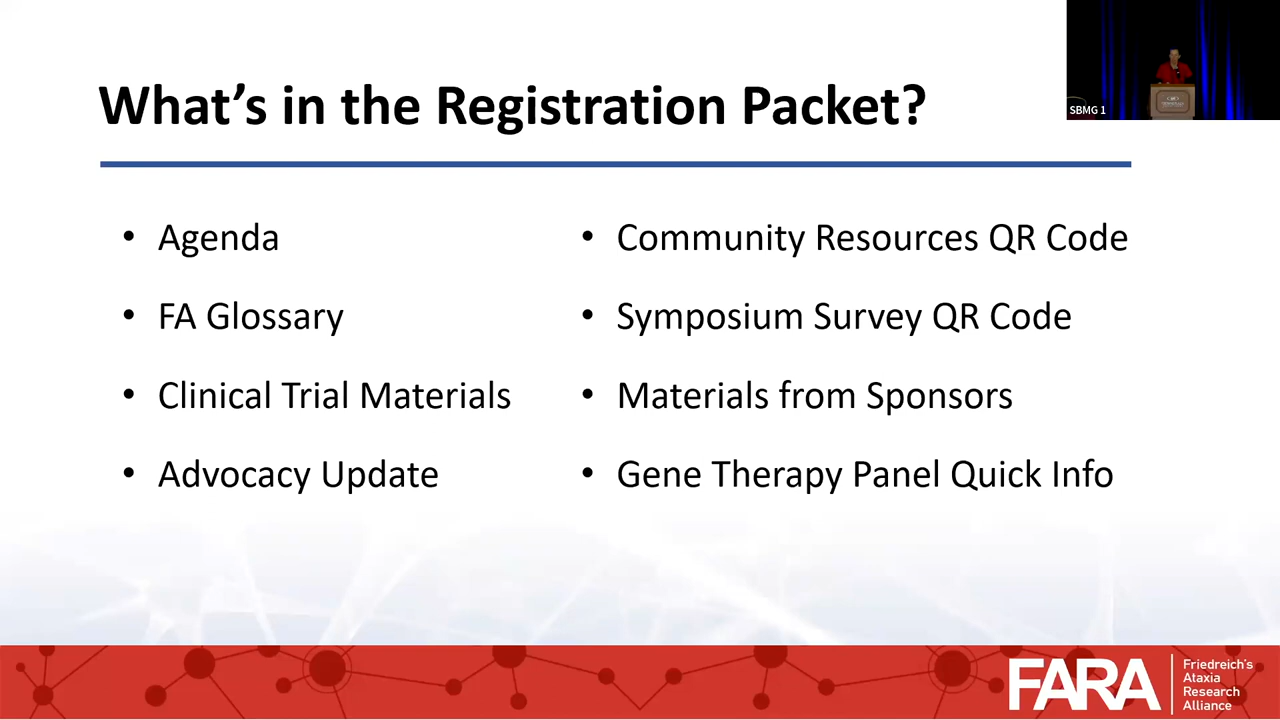 What's in the Registration Packet?
SBMG 1
• Agenda
• FA Glossary
• Clinical Trial Materials
• Advocacy Update
• Community Resources QR Code
• Symposium Survey QR Code
• Materials from Sponsors
• Gene Therapy Panel Quick Info
FARA
Friedreich's
Ataxia
Research
Alliance